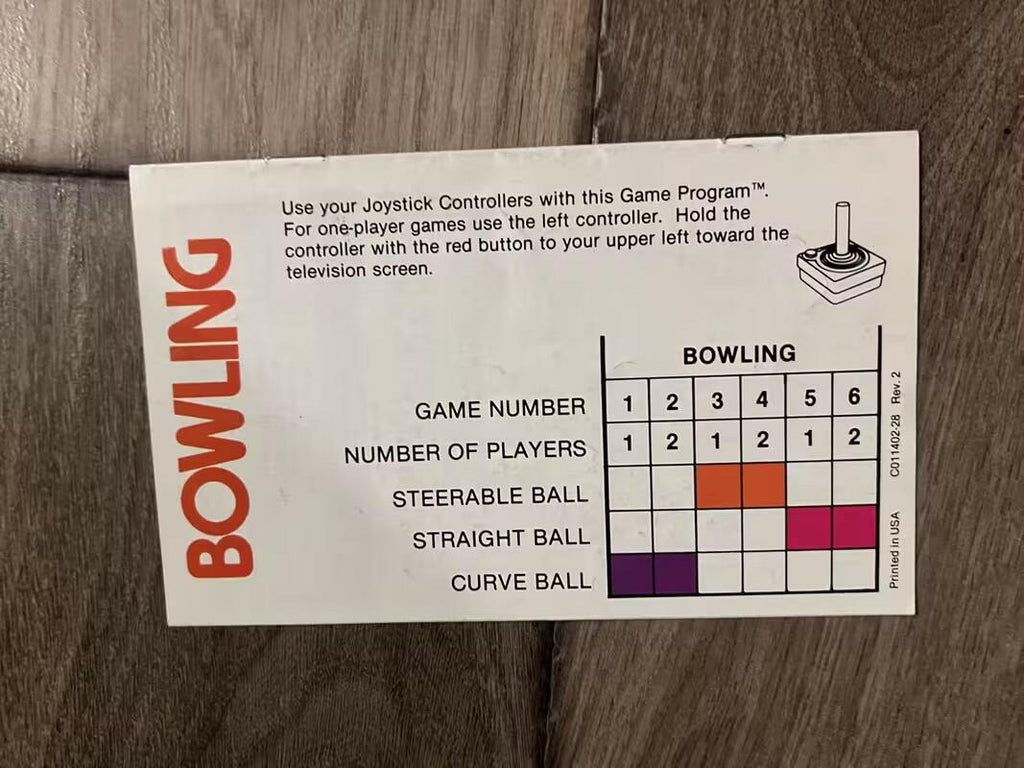 BOWLING
Use your Joystick Controllers with this Game Program™.
For one-player games use the left controller. Hold the
controller with the red button to your upper left toward the
television screen.
BOWLING
GAME NUMBER 1 2 3 4 5 6
NUMBER OF PLAYERS 1 2 1 2 1 2
STEERABLE BALL
STRAIGHT BALL
CURVE BALL
Printed in USA C011402-28 Rev. 2